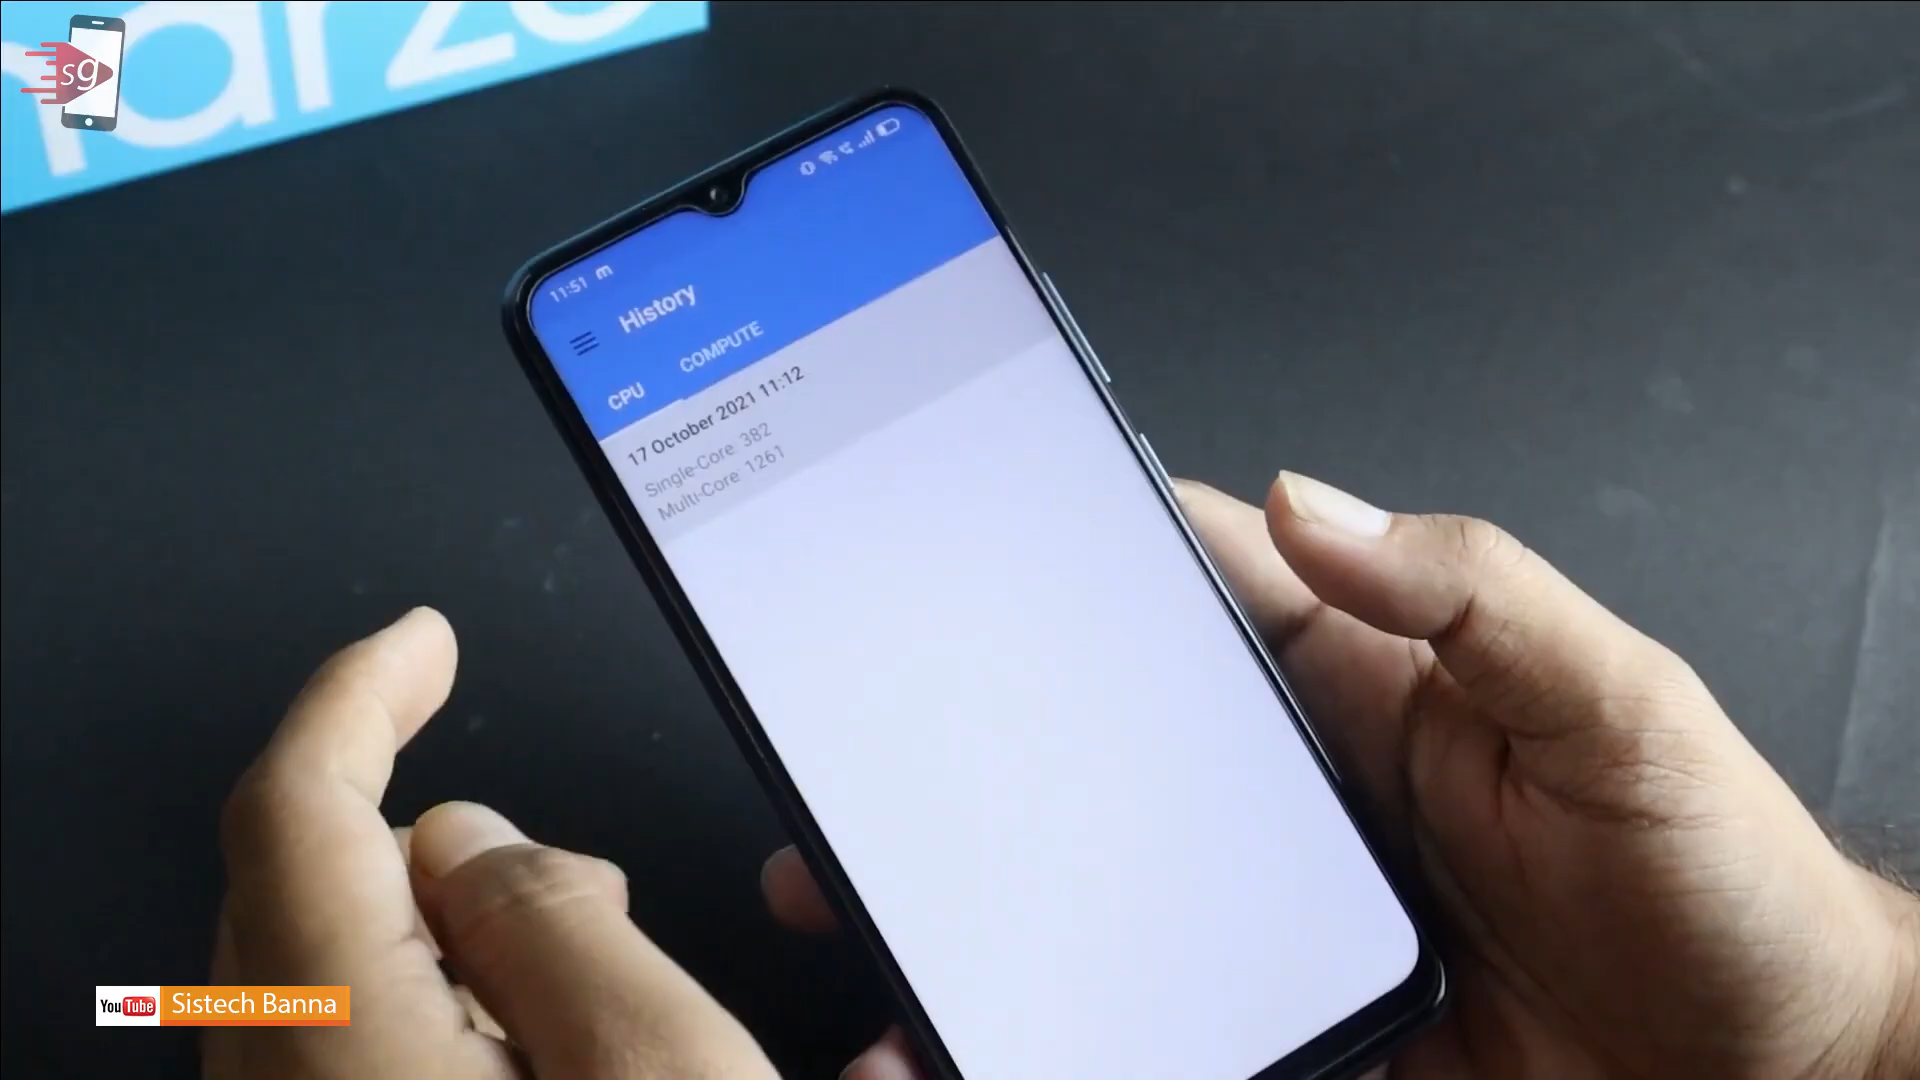 narzo
sg
11:51 m
History
CPU COMPUTE
17 October 2021 11:12
Single-Core: 382
Multi-Core: 1261
YouTube Sistech Banna